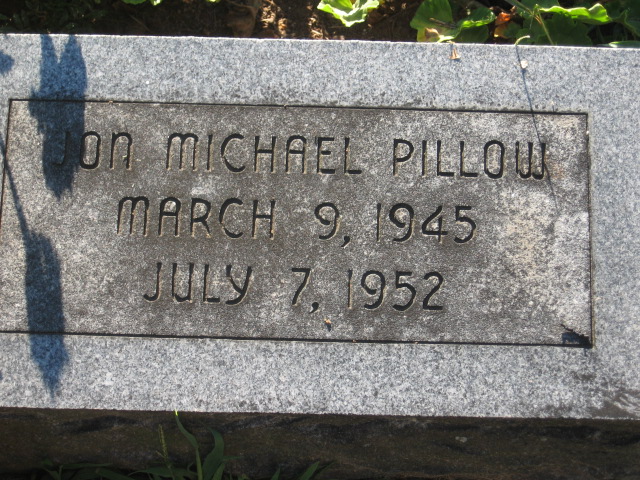 JON MICHAEL PILLOW
MARCH 9, 1945
JULY 7, 1952